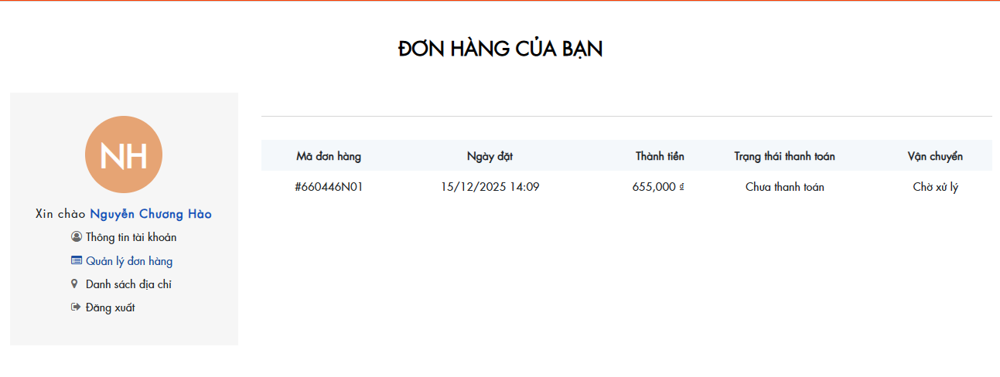 ĐƠN HÀNG CỦA BẠN
NH
Xin chào Nguyễn Chương Hào
Thông tin tài khoản
Quản lý đơn hàng
Danh sách địa chỉ
Đăng xuất
Mã đơn hàng Ngày đặt Thành tiền Trạng thái thanh toán Vận chuyển
#660446N01 15/12/2025 14:09 655,000 ₫ Chưa thanh toán Chờ xử lý